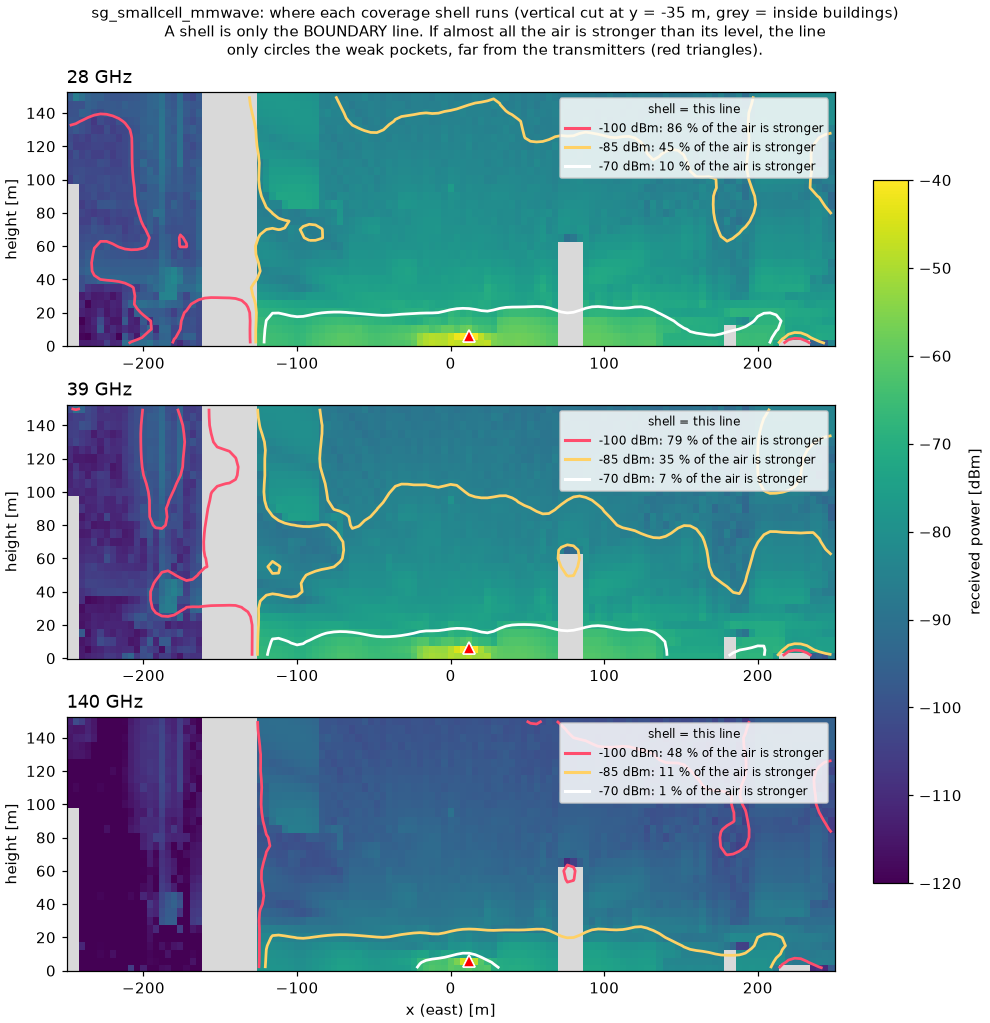 sg_smallcell_mmwave: where each coverage shell runs (vertical cut at y = -35 m, grey = inside buildings)
A shell is only the BOUNDARY line. If almost all the air is stronger than its level, the line
only circles the weak pockets, far from the transmitters (red triangles).
28 GHz
shell = this line
-100 dBm: 86 % of the air is stronger
-85 dBm: 45 % of the air is stronger
-70 dBm: 10 % of the air is stronger
height [m]
140
120
100
80
60
40
20
0
−200
−100
0
100
200
39 GHz
shell = this line
-100 dBm: 79 % of the air is stronger
-85 dBm: 35 % of the air is stronger
-70 dBm: 7 % of the air is stronger
height [m]
140
120
100
80
60
40
20
0
−200
−100
0
100
200
140 GHz
shell = this line
-100 dBm: 48 % of the air is stronger
-85 dBm: 11 % of the air is stronger
-70 dBm: 1 % of the air is stronger
height [m]
140
120
100
80
60
40
20
0
−200
−100
0
100
200
x (east) [m]
−40
−50
−60
−70
−80
−90
−100
−110
−120
received power [dBm]